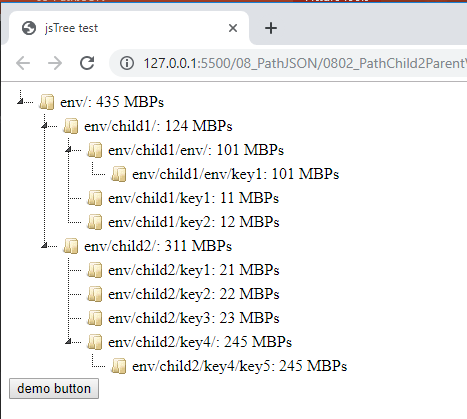 jsTree test
127.0.0.1:5500/08_PathJSON/0802_PathChild2Parent
env/: 435 MBPs
env/child1/: 124 MBPs
env/child1/env/: 101 MBPs
env/child1/env/key1: 101 MBPs
env/child1/key1: 11 MBPs
env/child1/key2: 12 MBPs
env/child2/: 311 MBPs
env/child2/key1: 21 MBPs
env/child2/key2: 22 MBPs
env/child2/key3: 23 MBPs
env/child2/key4/: 245 MBPs
env/child2/key4/key5: 245 MBPs
demo button